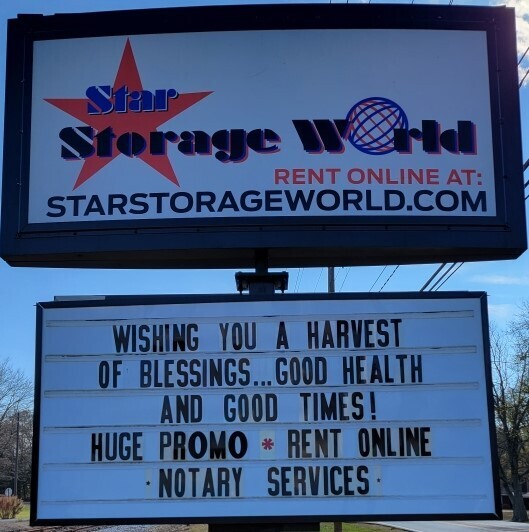 Star
Storage World
RENT ONLINE AT:
STARSTORAGEWORLD.COM
WISHING YOU A HARVEST
OF BLESSINGS...GOOD HEALTH
AND GOOD TIMES!
HUGE PROMO * RENT ONLINE
· NOTARY SERVICES ·